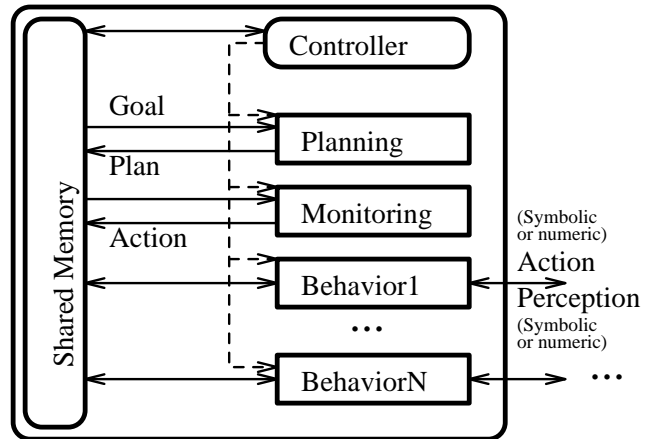 Shared Memory
Controller
Goal
Planning
Plan
Monitoring
Action
Behavior1
...
BehaviorN
(Symbolic
or numeric)
Action
Perception
(Symbolic
or numeric)
...